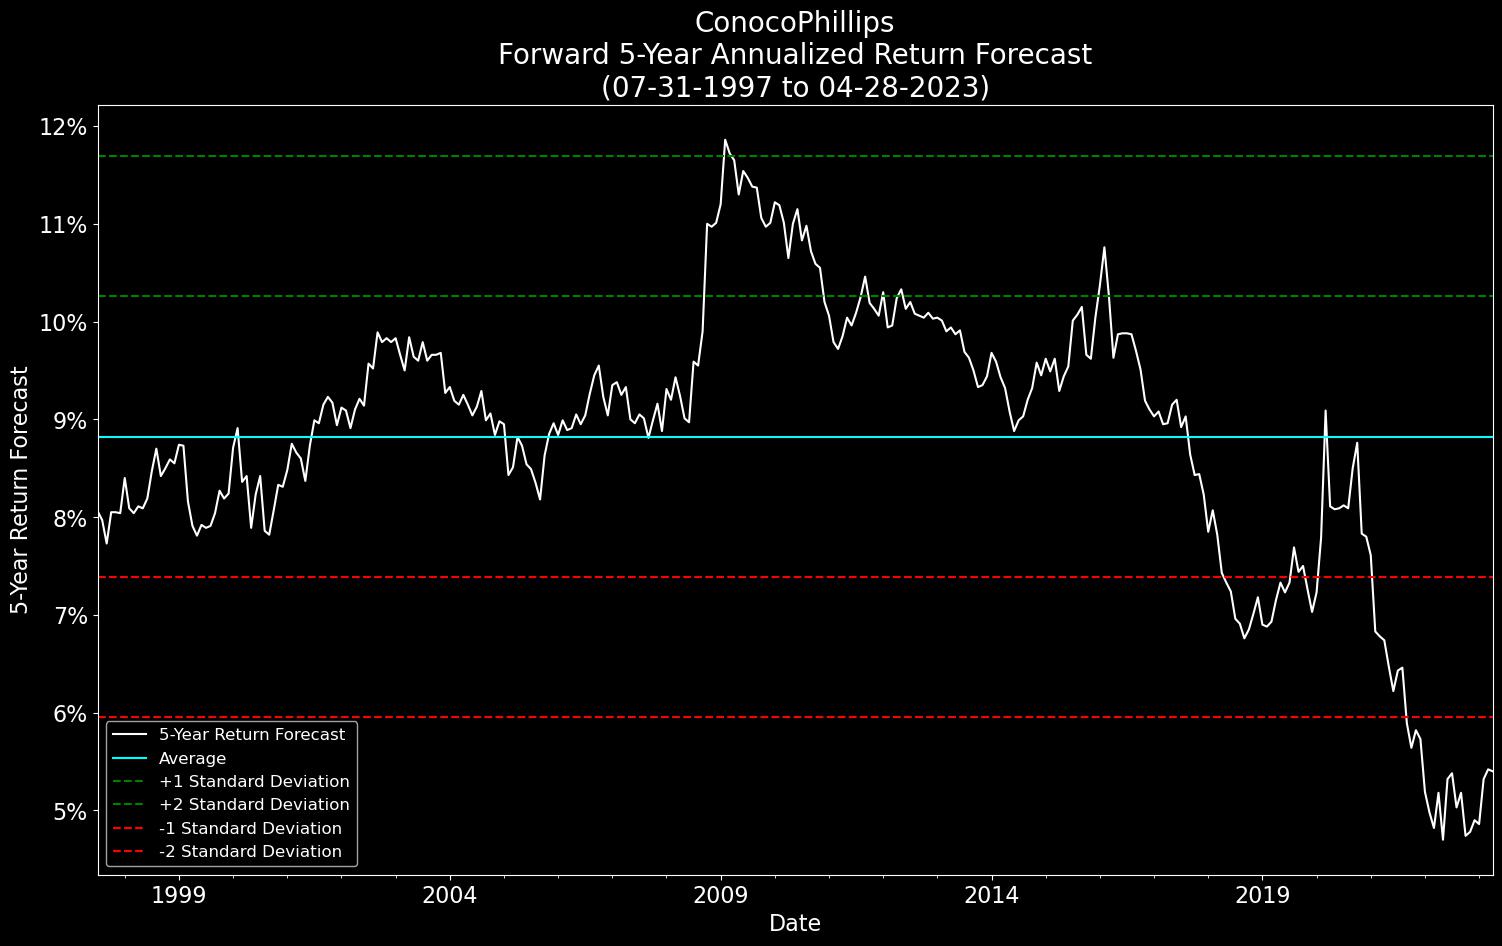 ConocoPhillips
Forward 5-Year Annualized Return Forecast
(07-31-1997 to 04-28-2023)
5-Year Return Forecast
12%
11%
10%
9%
8%
7%
6%
5%
5-Year Return Forecast
Average
+1 Standard Deviation
+2 Standard Deviation
-1 Standard Deviation
-2 Standard Deviation
1999 2004 2009 2014 2019
Date